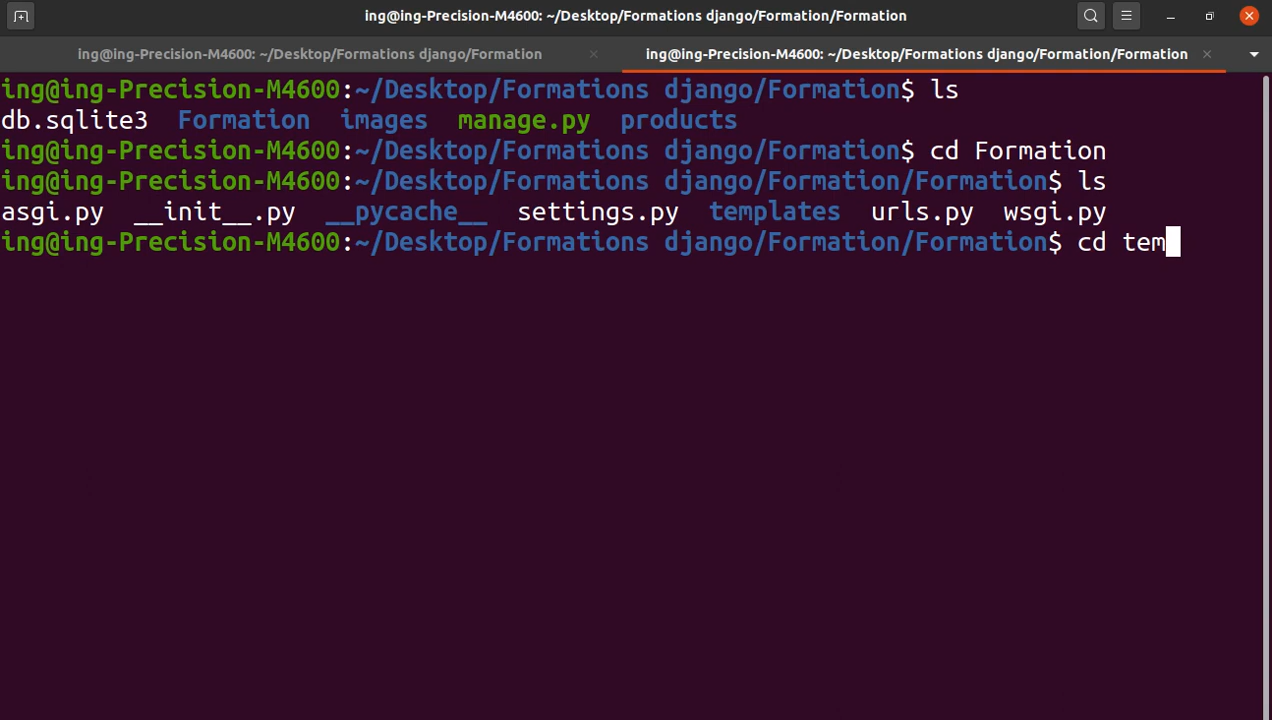 ing@ing-Precision-M4600: ~/Desktop/Formations django/Formation/Formation
ing@ing-Precision-M4600: ~/Desktop/Formations django/Formation
ing@ing-Precision-M4600: ~/Desktop/Formations django/Formation/Formation
ing@ing-Precision-M4600:~/Desktop/Formations django/Formation$ ls
db.sqlite3  Formation  images  manage.py  products
ing@ing-Precision-M4600:~/Desktop/Formations django/Formation$ cd Formation
ing@ing-Precision-M4600:~/Desktop/Formations django/Formation/Formation$ ls
asgi.py  __init__.py  __pycache__  settings.py  templates  urls.py  wsgi.py
ing@ing-Precision-M4600:~/Desktop/Formations django/Formation/Formation$ cd tem